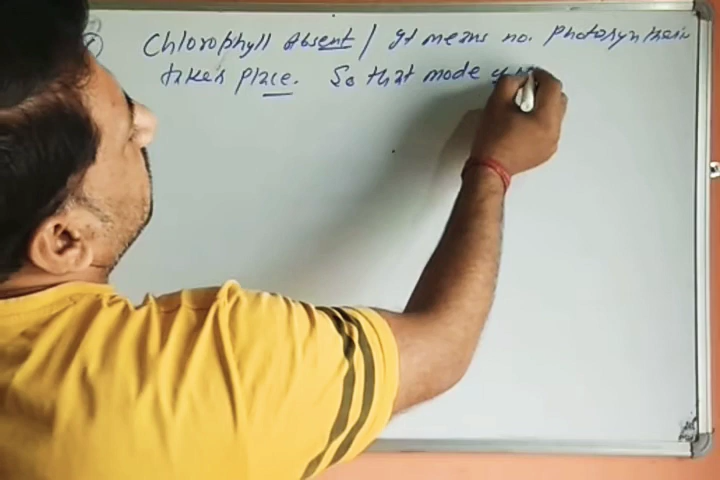 Chlorophyll Absent / It means no. Photosynthesis
takes place. So that mode